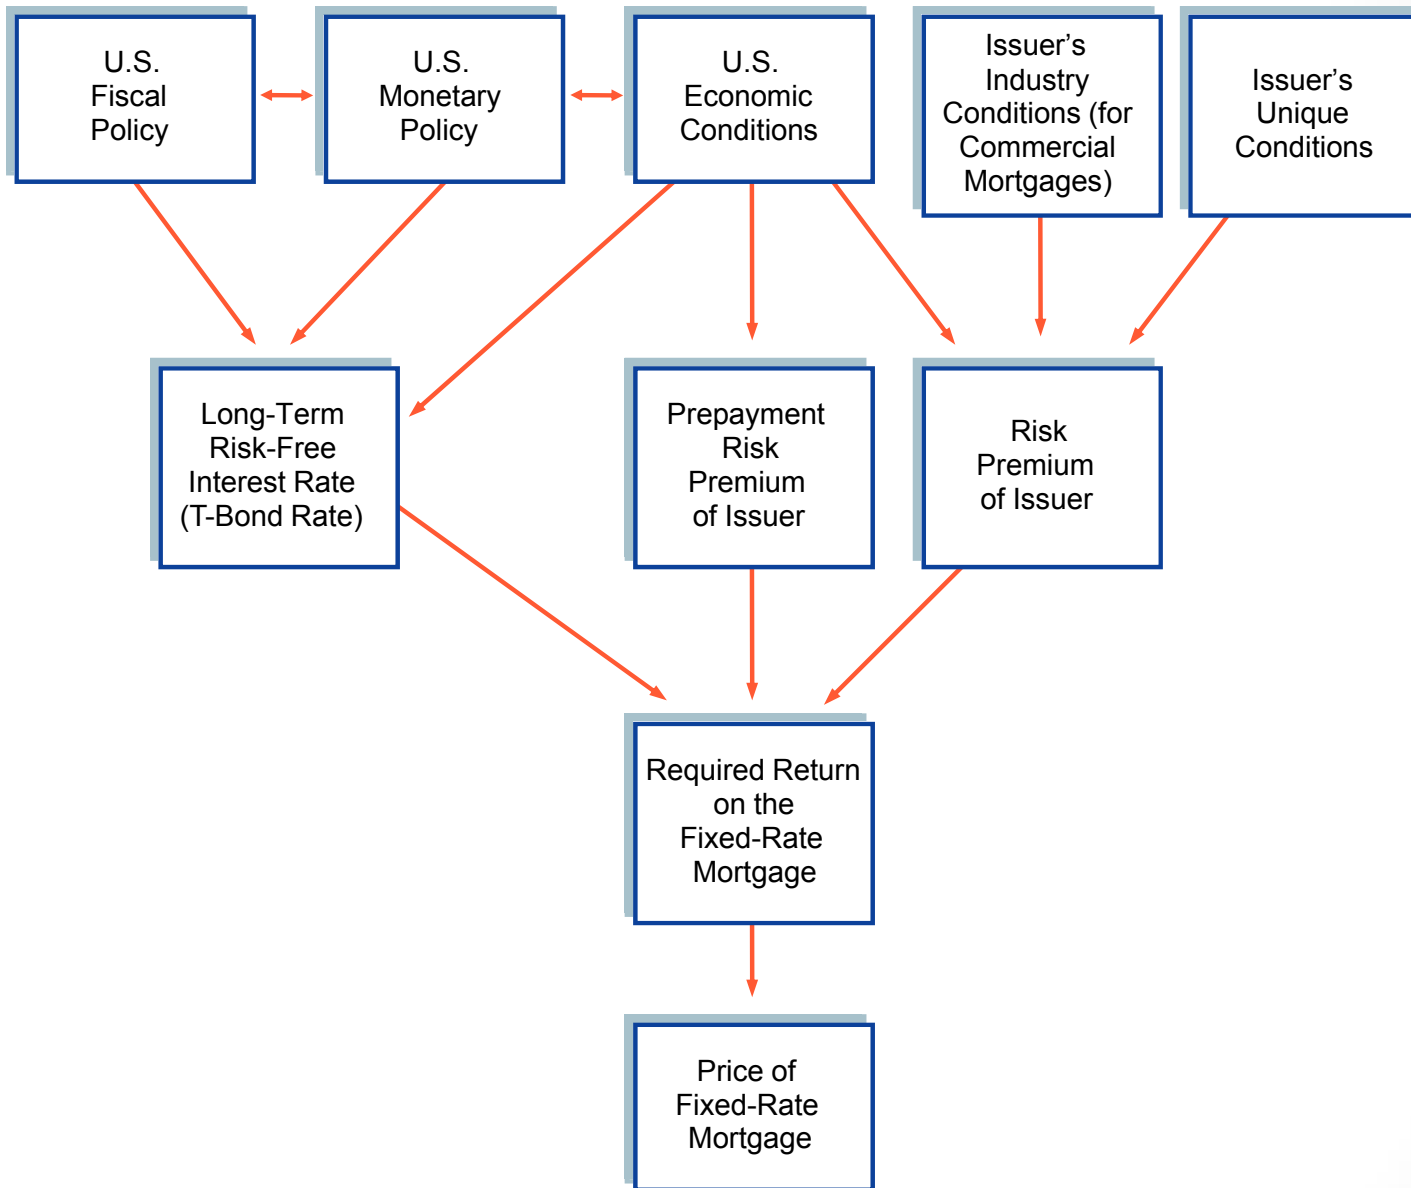 U.S.
Fiscal
Policy
U.S.
Monetary
Policy
U.S.
Economic
Conditions
Issuer’s
Industry
Conditions (for
Commercial
Mortgages)
Issuer’s
Unique
Conditions
Long-Term
Risk-Free
Interest Rate
(T-Bond Rate)
Prepayment
Risk
Premium
of Issuer
Risk
Premium
of Issuer
Required Return
on the
Fixed-Rate
Mortgage
Price of
Fixed-Rate
Mortgage